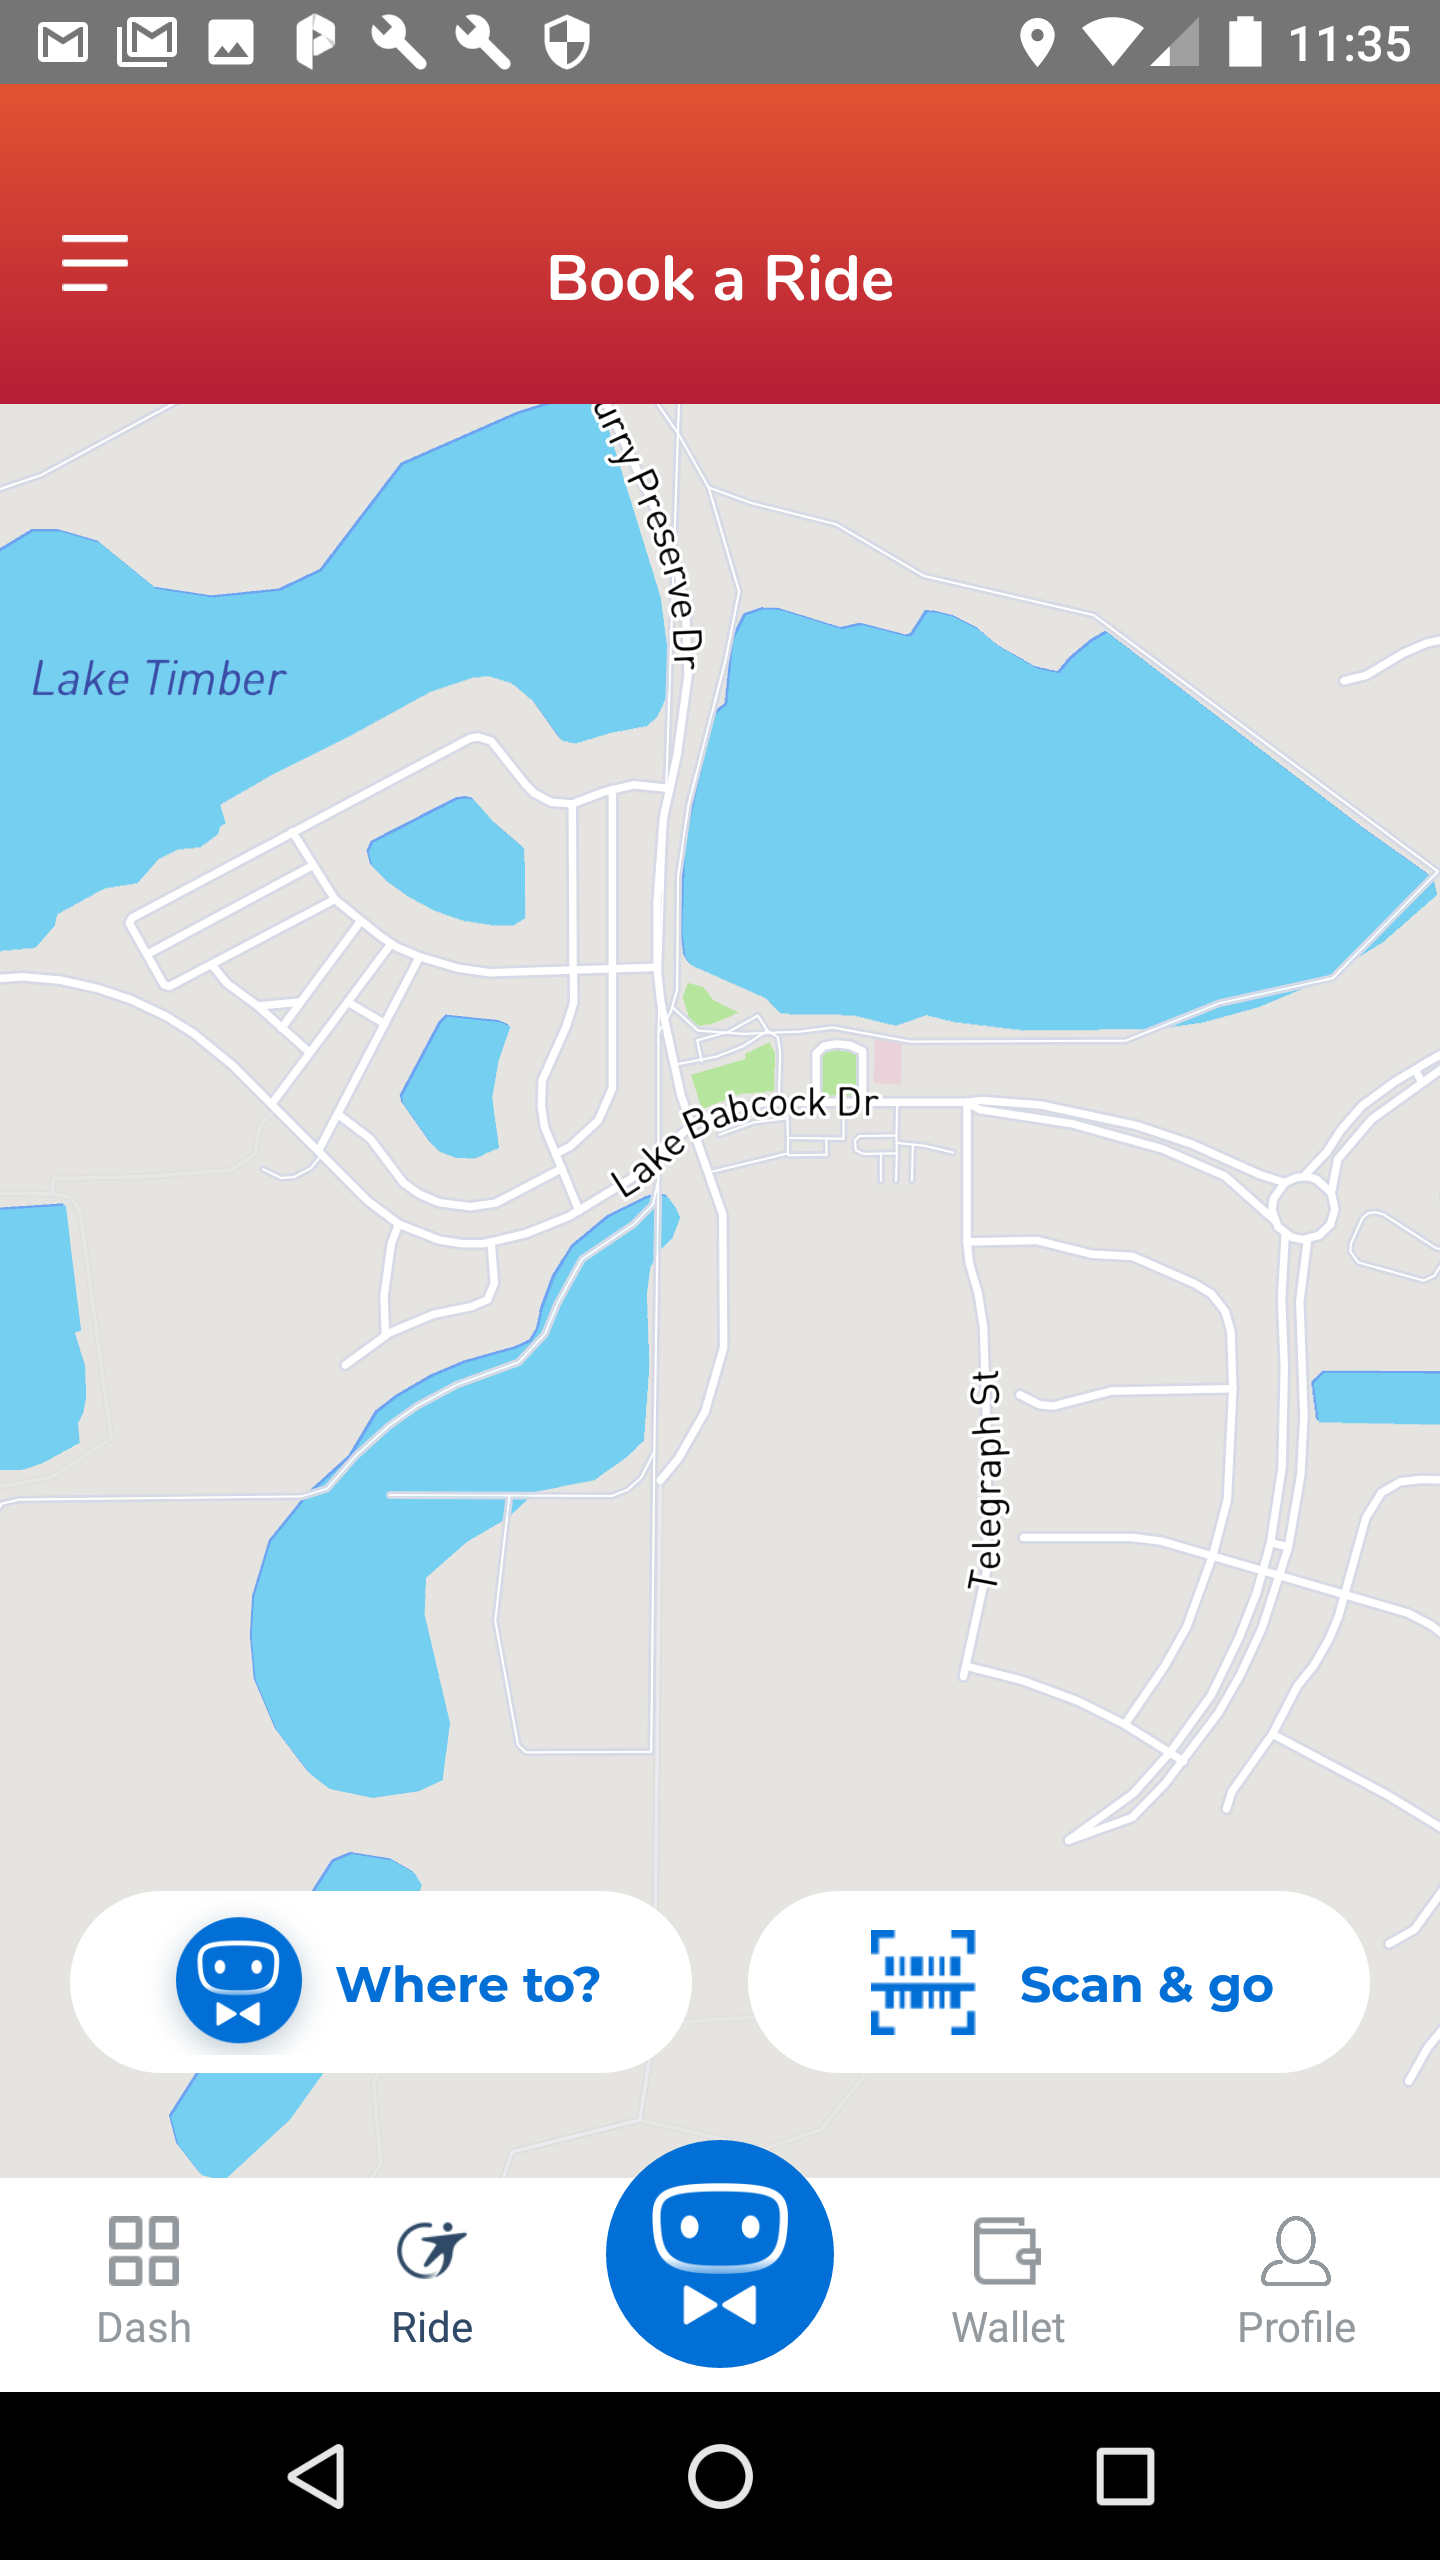 11:35
Book a Ride
urry Preserve Dr
Lake Timber
Lake Babcock Dr
Telegraph St
Where to?
Scan & go
Dash
Ride
Wallet
Profile